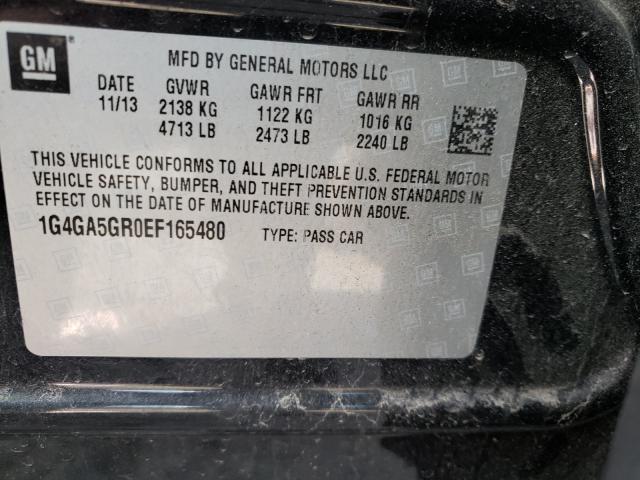 GM
MFD BY GENERAL MOTORS LLC
DATE GVWR GAWR FRT GAWR RR
11/13 2138 KG 1122 KG 1016 KG
4713 LB 2473 LB 2240 LB
THIS VEHICLE CONFORMS TO ALL APPLICABLE U.S. FEDERAL MOTOR
VEHICLE SAFETY, BUMPER, AND THEFT PREVENTION STANDARDS IN
EFFECT ON THE DATE OF MANUFACTURE SHOWN ABOVE.
1G4GA5GR0EF165480 TYPE: PASS CAR